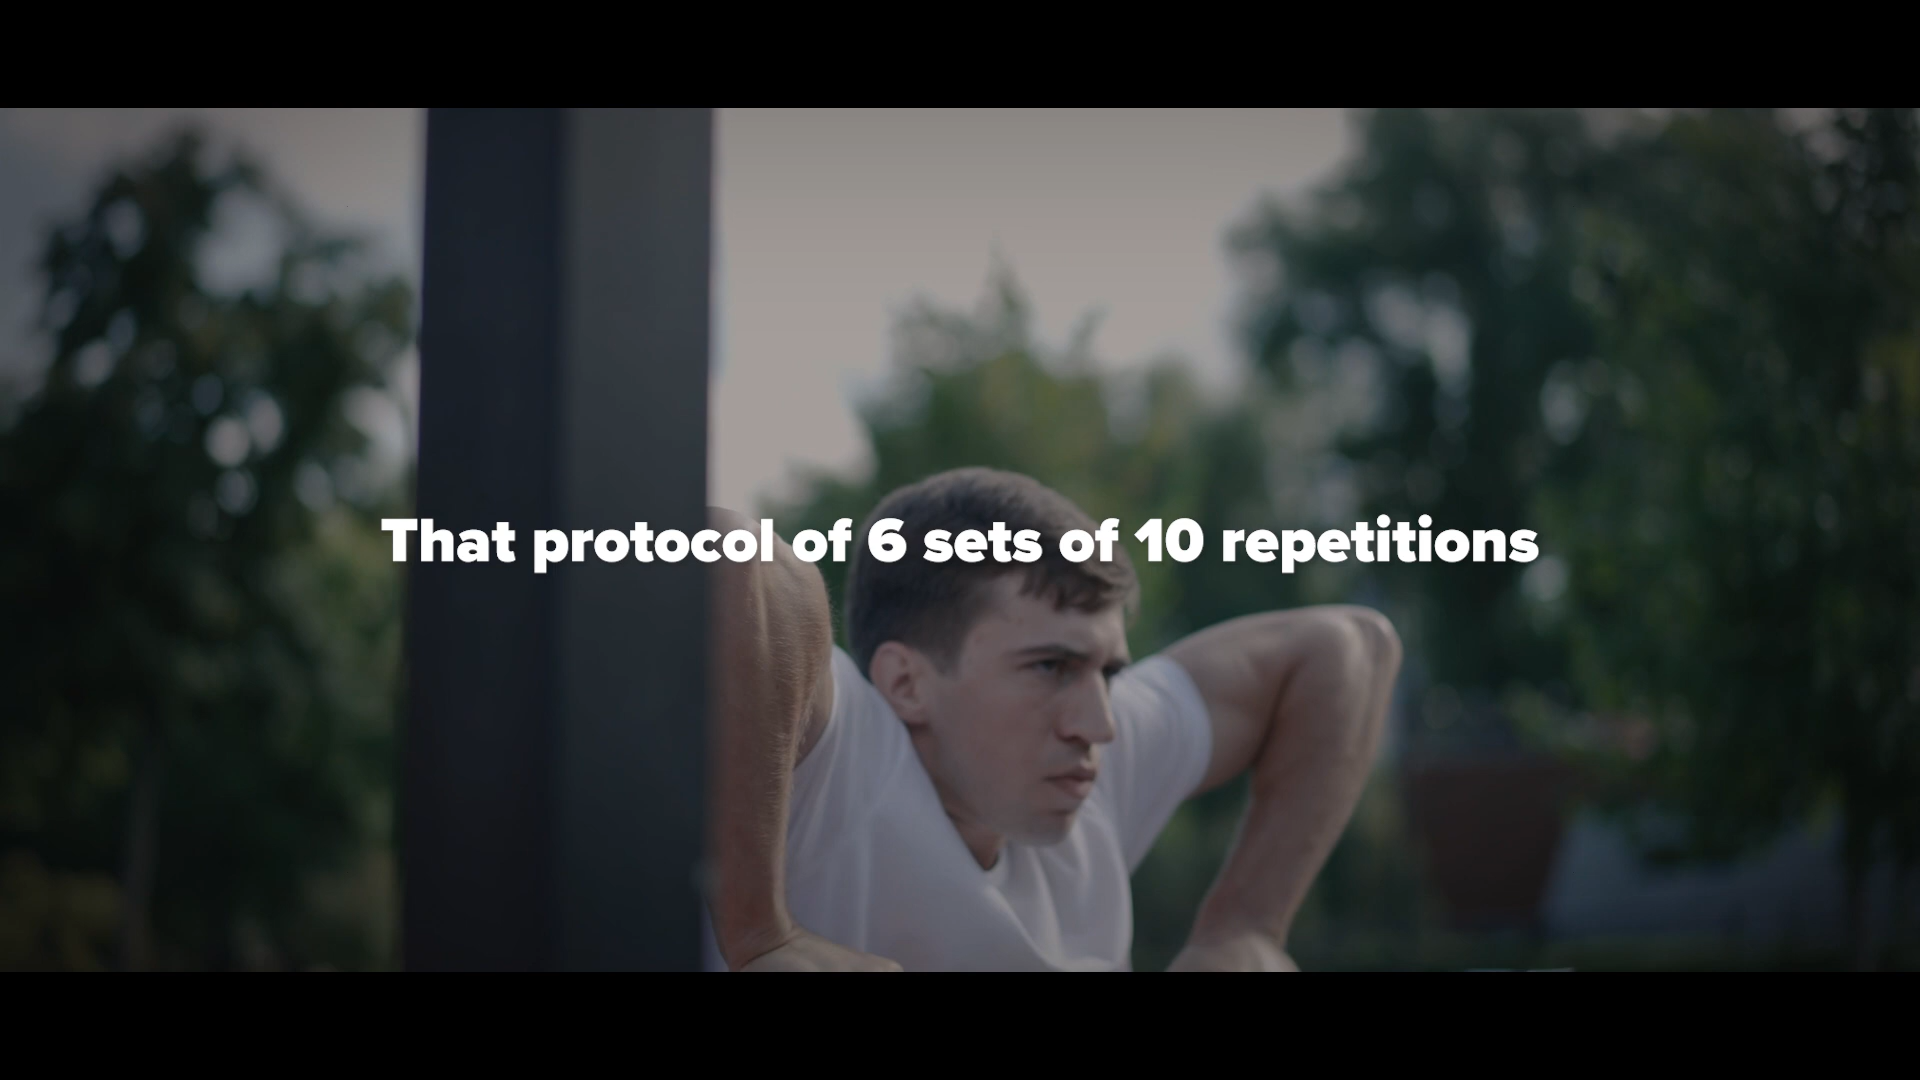 That protocol of 6 sets of 10 repetitions